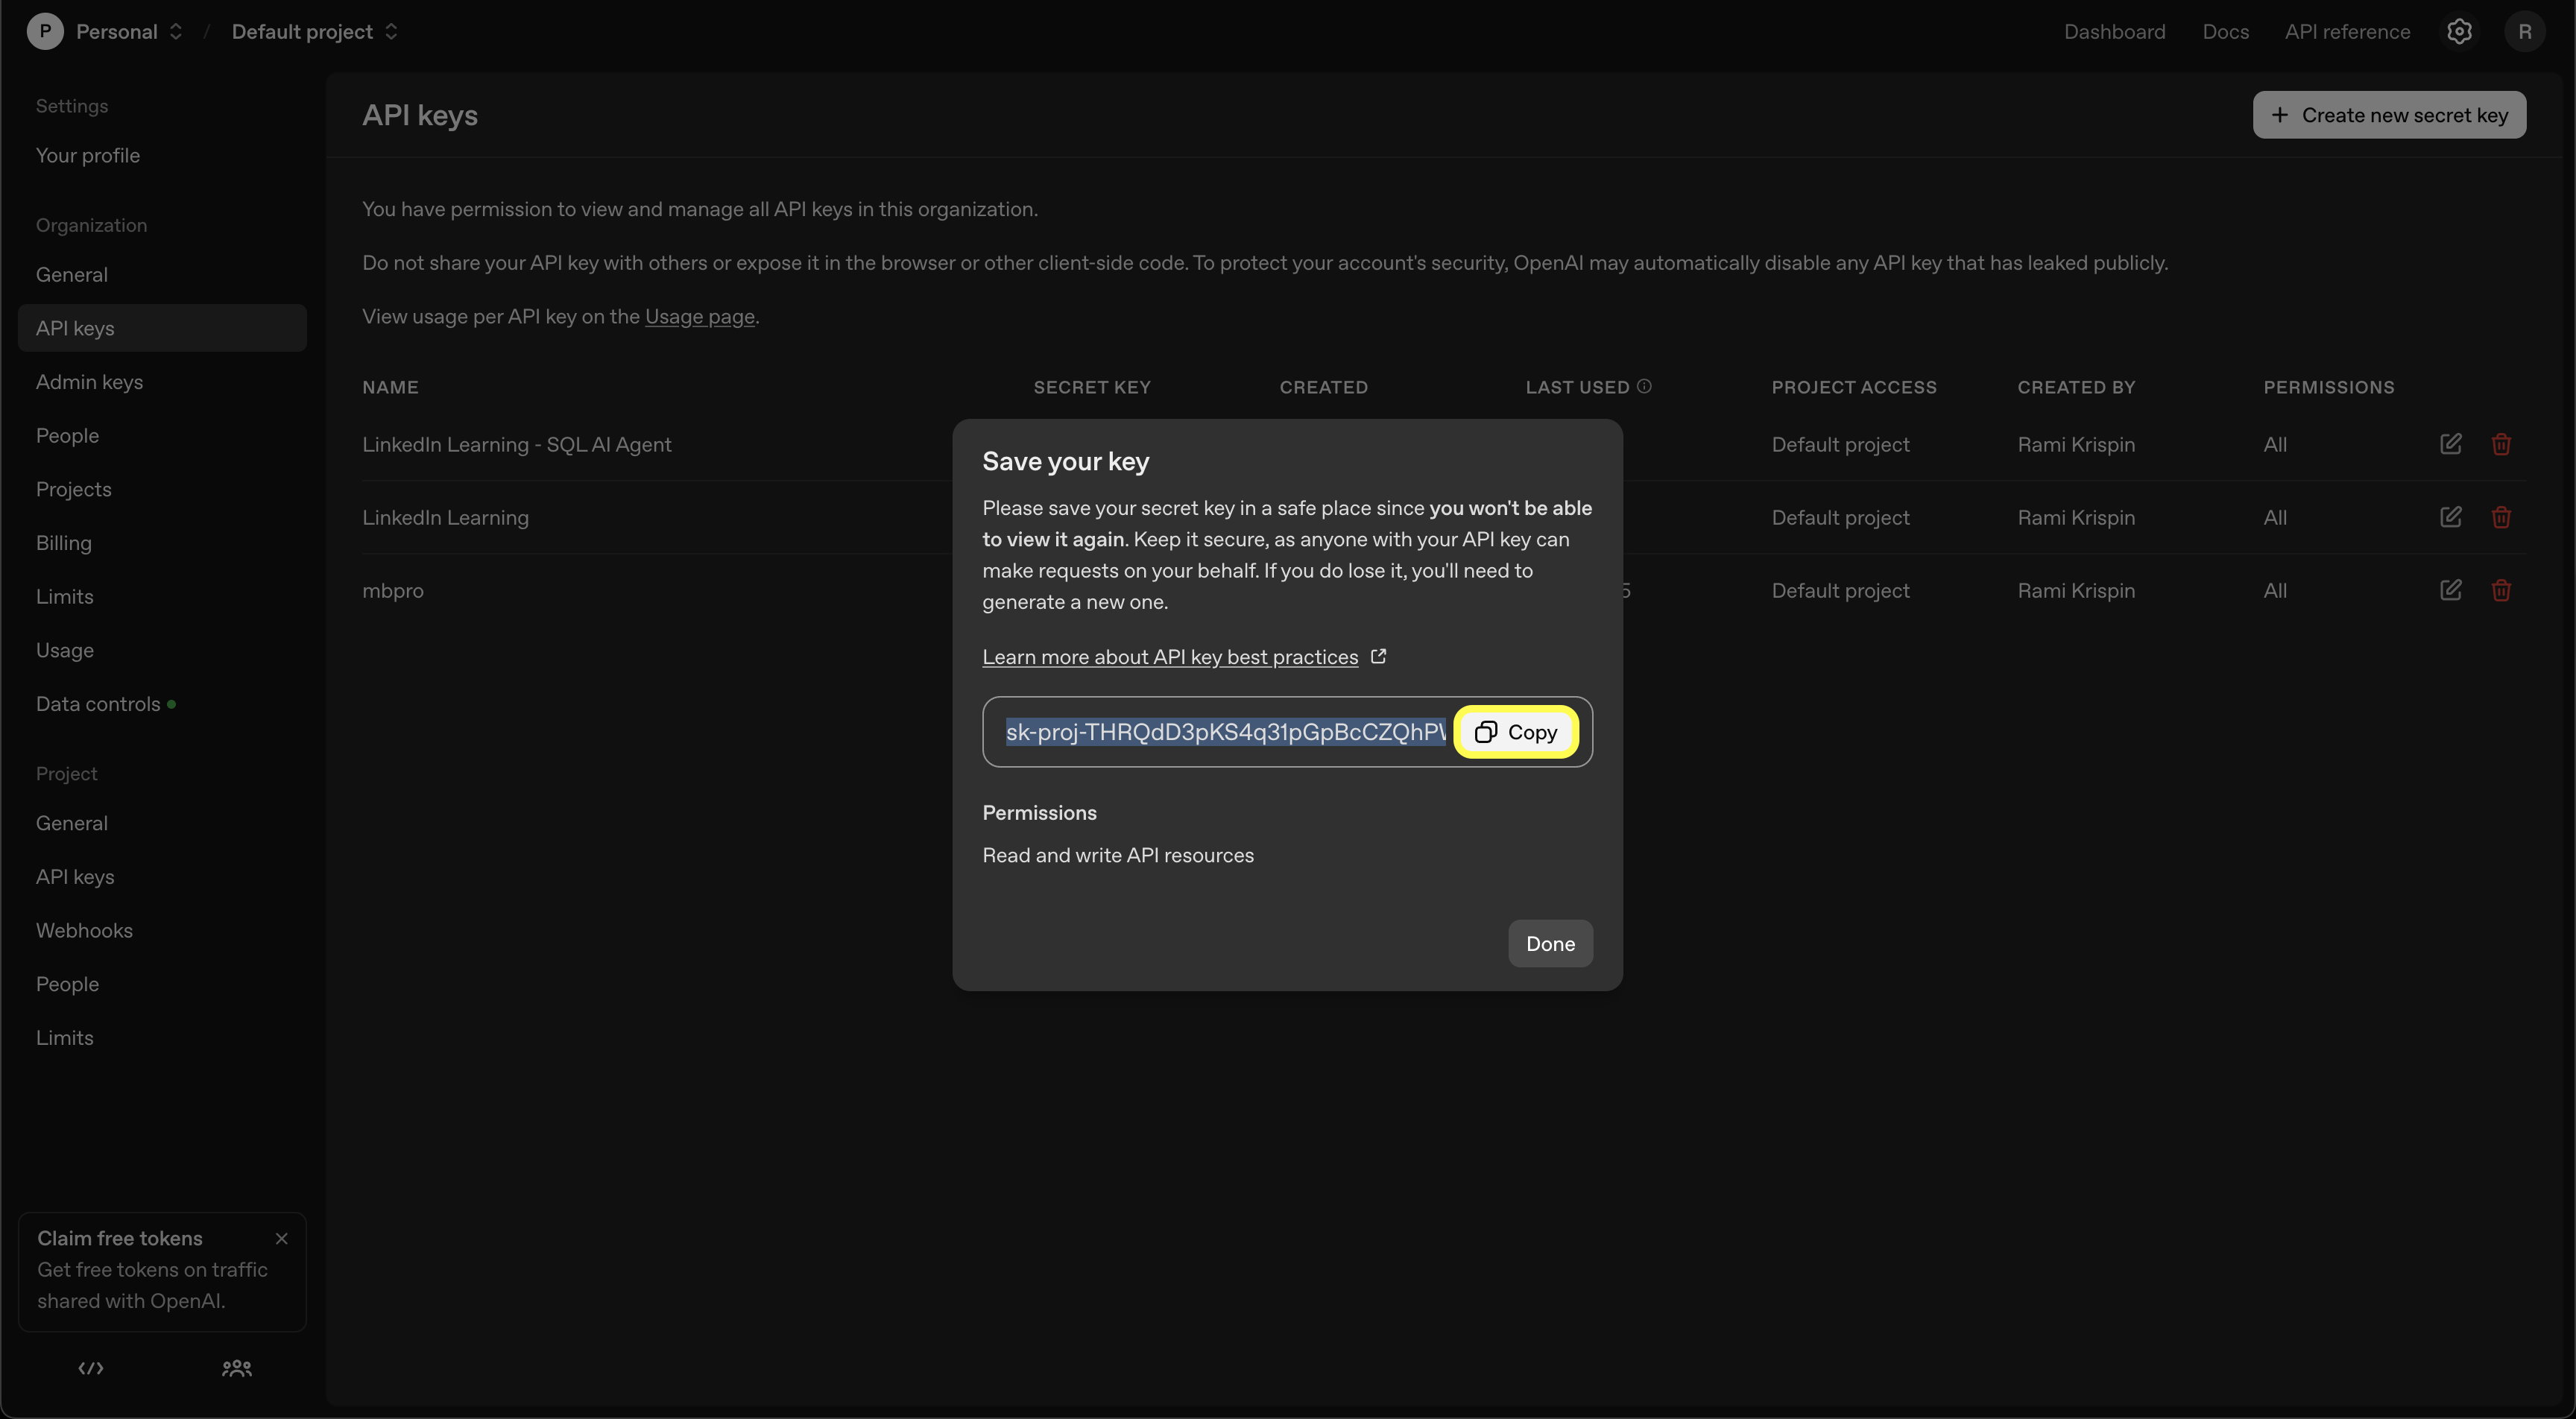 P Personal / Default project
Dashboard Docs API reference R
Settings
Your profile
Organization
General
API keys
Admin keys
People
Projects
Billing
Limits
Usage
Data controls
Project
General
API keys
Webhooks
People
Limits
Claim free tokens
Get free tokens on traffic
shared with OpenAI.
API keys
+ Create new secret key
You have permission to view and manage all API keys in this organization.
Do not share your API key with others or expose it in the browser or other client-side code. To protect your account's security, OpenAI may automatically disable any API key that has leaked publicly.
View usage per API key on the Usage page.
NAME SECRET KEY CREATED LAST USED PROJECT ACCESS CREATED BY PERMISSIONS
LinkedIn Learning - SQL AI Agent Default project Rami Krispin All
LinkedIn Learning Default project Rami Krispin All
mbpro 5 Default project Rami Krispin All
Save your key
Please save your secret key in a safe place since you won't be able
to view it again. Keep it secure, as anyone with your API key can
make requests on your behalf. If you do lose it, you'll need to
generate a new one.
Learn more about API key best practices
sk-proj-THRQdD3pKS4q31pGpBcCZQhP Copy
Permissions
Read and write API resources
Done